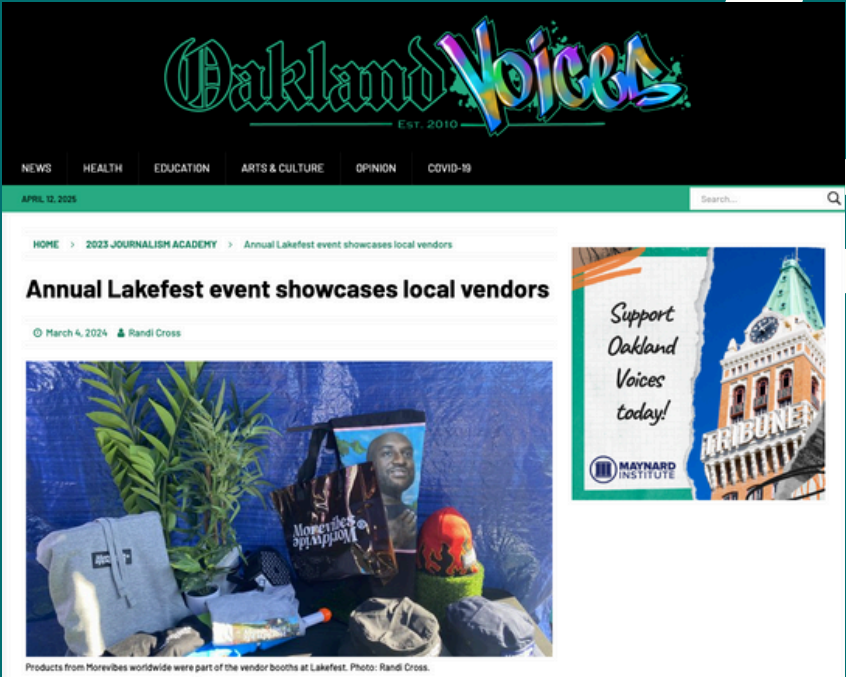 Oakland Voices
EST. 2010
NEWS HEALTH EDUCATION ARTS & CULTURE OPINION COVID-19
APRIL 12, 2025
Search...
HOME > 2023 JOURNALISM ACADEMY > Annual Lakefest event showcases local vendors
Annual Lakefest event showcases local vendors
March 4, 2024 Randi Cross
Morevibes
Worldwide
Products from Morevibes worldwide were part of the vendor booths at Lakefest. Photo: Randi Cross.
Support
Oakland
Voices
today!
TRIBUNE
MAYNARD
INSTITUTE